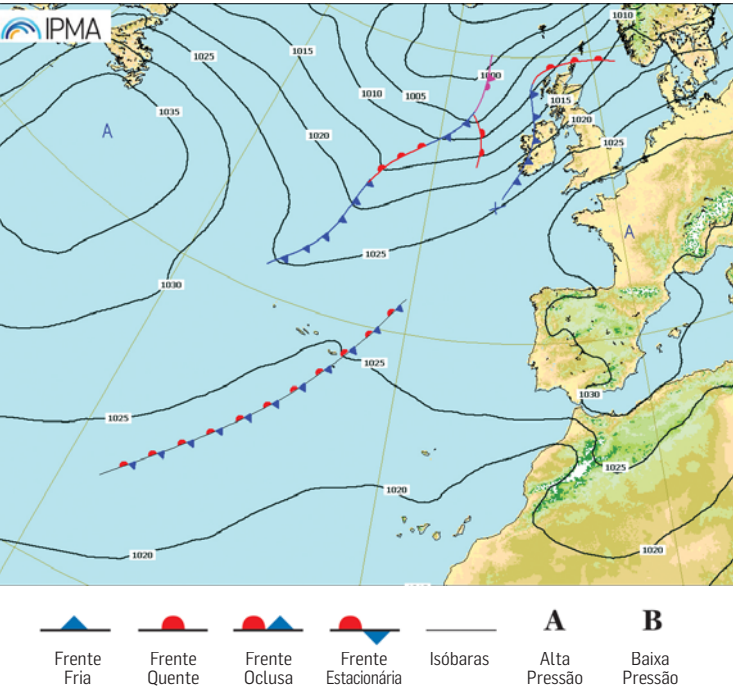 IPMA
1010
1025
1015
1000
1010
1005
1015
1035
1020
1020
1025
A
A
1025
1030
1025
1030
1025
1025
1020
1020
1020
A
B
Frente
Fria
Frente
Quente
Frente
Oclusa
Frente
Estacionária
Isóbaras
Alta
Pressão
Baixa
Pressão